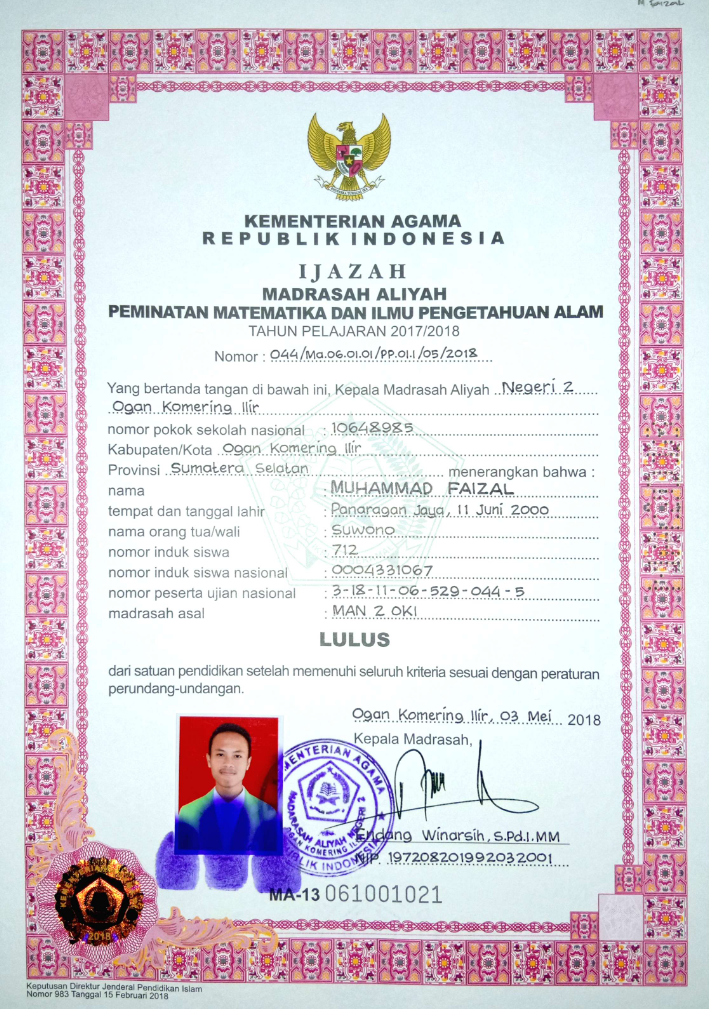 M. Faizal
KEMENTERIAN AGAMA
REPUBLIK INDONESIA
IJAZAH
MADRASAH ALIYAH
PEMINATAN MATEMATIKA DAN ILMU PENGETAHUAN ALAM
TAHUN PELAJARAN 2017/2018
Nomor : 044/Ma.06.01.01/PP.01.1/05/2018
Yang bertanda tangan di bawah ini, Kepala Madrasah Aliyah Negeri 2
Ogan Komering Ilir
nomor pokok sekolah nasional : 10648985
Kabupaten/Kota Ogan Komering Ilir
Provinsi Sumatera Selatan menerangkan bahwa :
nama : MUHAMMAD FAIZAL
tempat dan tanggal lahir : Panaragan Jaya, 11 Juni 2000
nama orang tua/wali : Suwono
nomor induk siswa : 712
nomor induk siswa nasional : 0004331067
nomor peserta ujian nasional : 3-18-11-06-529-044-5
madrasah asal : MAN 2 OKI
LULUS
dari satuan pendidikan setelah memenuhi seluruh kriteria sesuai dengan peraturan
perundang-undangan.
Ogan Komering Ilir, 03 Mei 2018
Kepala Madrasah,
KEMENTERIAN AGAMA
MADRASAH ALIYAH NEGERI 2
OGAN KOMERING ILIR
REPUBLIK INDONESIA
Endang Winarsih, S.Pd.I.MM
NIP. 197208201992032001
MA-13 061001021
2018
Keputusan Direktur Jenderal Pendidikan Islam
Nomor 983 Tanggal 15 Februari 2018